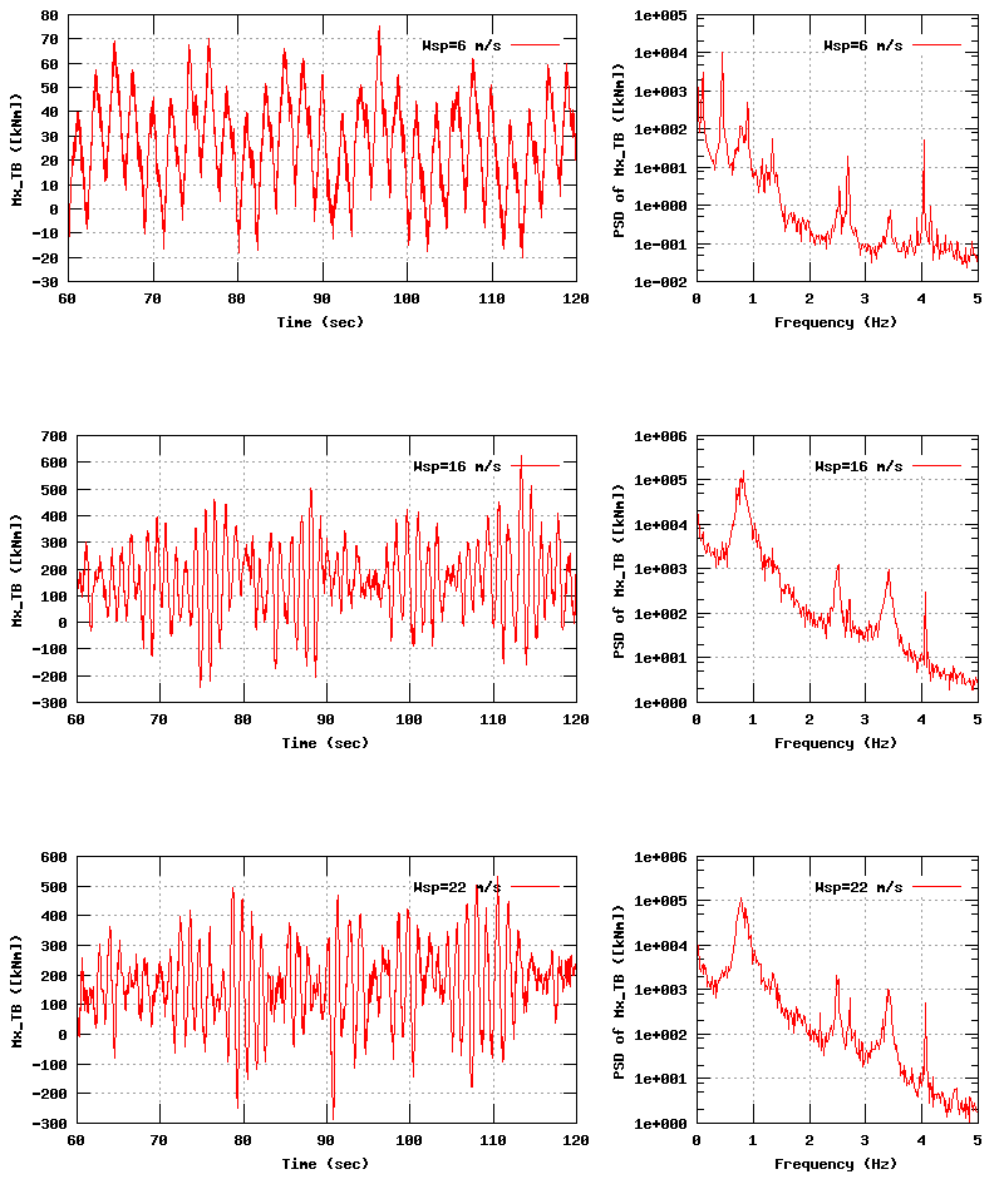 80
70
60
50
40
30
20
10
0
-10
-20
-30
Mx_TB ([kNm])
Wsp=6 m/s
60 70 80 90 100 110 120
Time (sec)
1e+005
1e+004
1e+003
1e+002
1e+001
1e+000
1e-001
1e-002
PSD of Mx_TB ([kNm])
Wsp=6 m/s
0 1 2 3 4 5
Frequency (Hz)
700
600
500
400
300
200
100
0
-100
-200
-300
Mx_TB ([kNm])
Wsp=16 m/s
60 70 80 90 100 110 120
Time (sec)
1e+006
1e+005
1e+004
1e+003
1e+002
1e+001
1e+000
PSD of Mx_TB ([kNm])
Wsp=16 m/s
0 1 2 3 4 5
Frequency (Hz)
600
500
400
300
200
100
0
-100
-200
-300
Mx_TB ([kNm])
Wsp=22 m/s
60 70 80 90 100 110 120
Time (sec)
1e+006
1e+005
1e+004
1e+003
1e+002
1e+001
1e+000
PSD of Mx_TB ([kNm])
Wsp=22 m/s
0 1 2 3 4 5
Frequency (Hz)